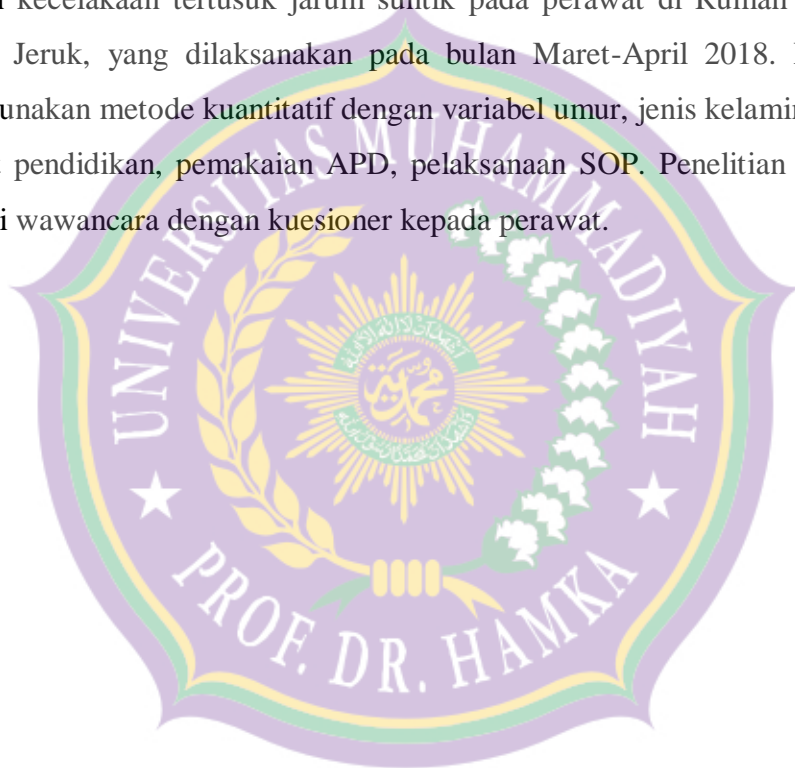 kecelakaan tertusuk jarum suntik pada perawat di Rumah
Jeruk, yang dilaksanakan pada bulan Maret-April 2018.
unakan metode kuantitatif dengan variabel umur, jenis kelamin
pendidikan, pemakaian APD, pelaksanaan SOP. Penelitian
i wawancara dengan kuesioner kepada perawat.
UNIVERSITAS MUHAMMADIYAH
PROF. DR. HAMKA